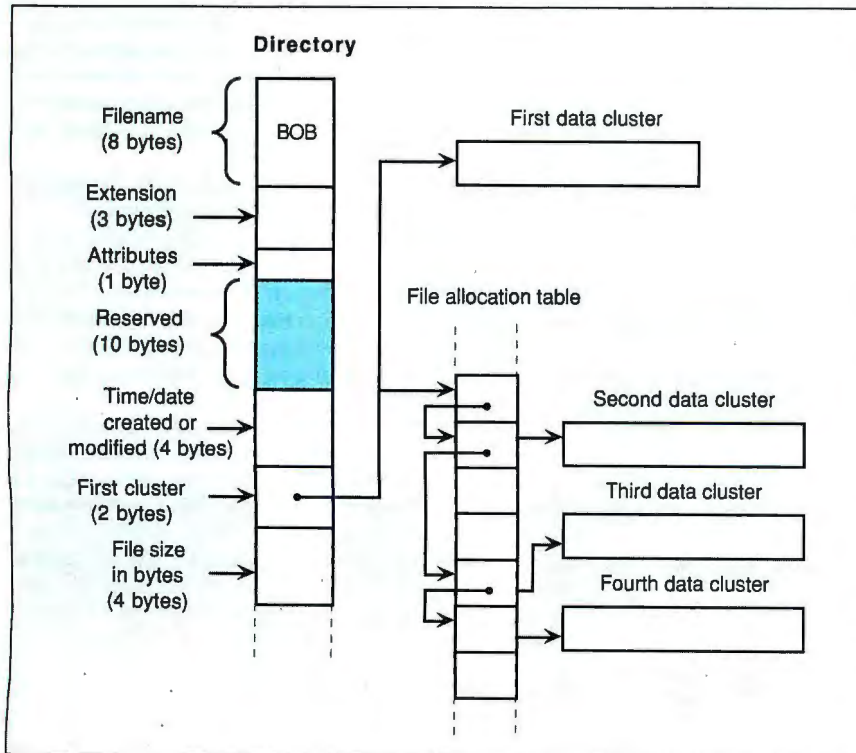 Directory
Filename
(8 bytes)
BOB
Extension
(3 bytes)
Attributes
(1 byte)
Reserved
(10 bytes)
Time/date
created or
modified (4 bytes)
First cluster
(2 bytes)
File size
in bytes
(4 bytes)
First data cluster
File allocation table
Second data cluster
Third data cluster
Fourth data cluster